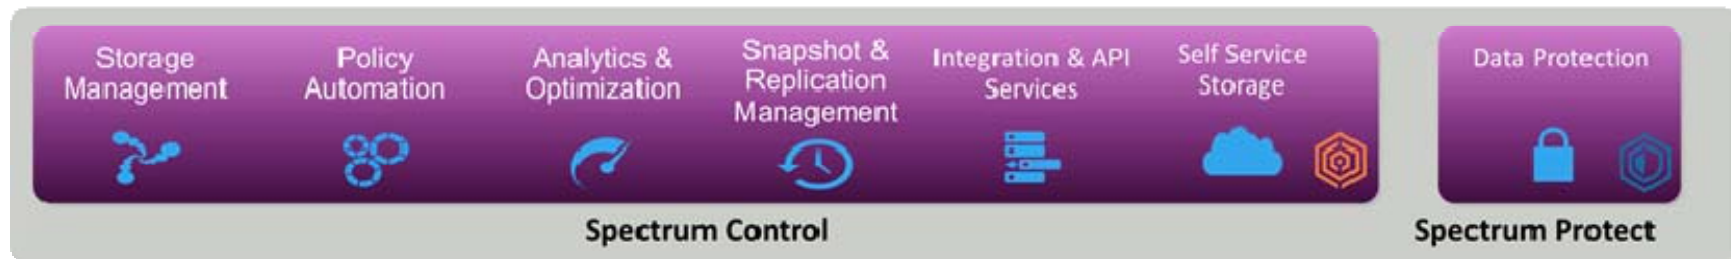 Storage
Management
Policy
Automation
Analytics &
Optimization
Snapshot &
Replication
Management
Integration & API
Services
Self Service
Storage
Data Protection
Spectrum Control
Spectrum Protect